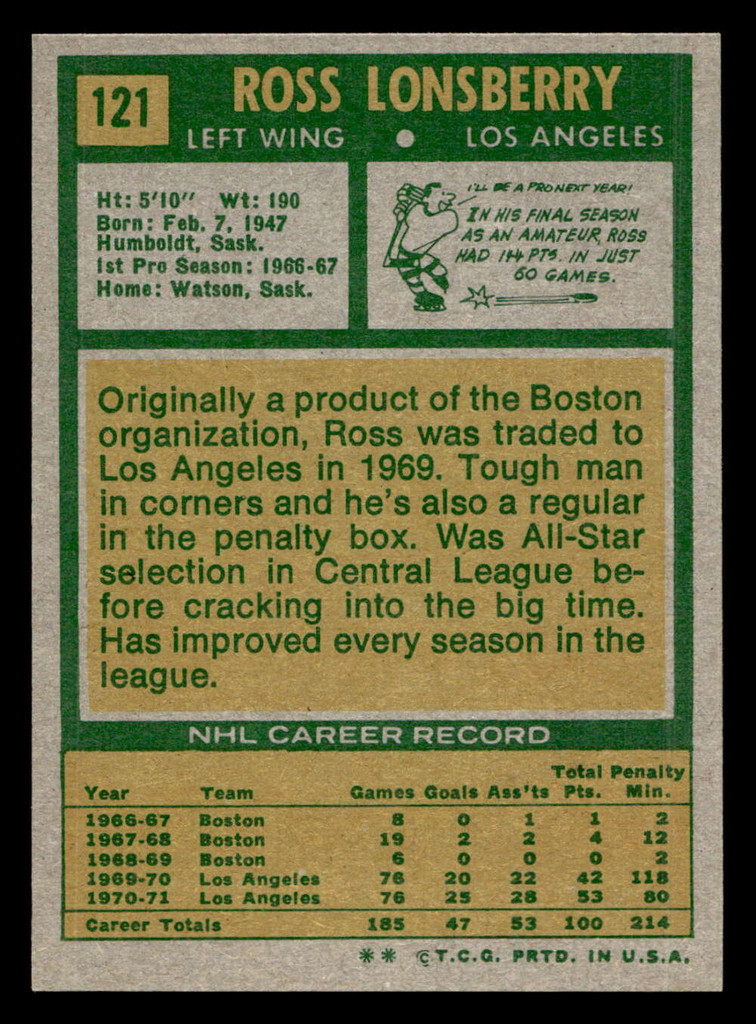 121
ROSS LONSBERRY
LEFT WING ● LOS ANGELES
Ht: 5'10" Wt: 190
Born: Feb. 7, 1947
Humboldt, Sask.
1st Pro Season: 1966-67
Home: Watson, Sask.
I'LL BE A PRO NEXT YEAR!
IN HIS FINAL SEASON
AS AN AMATEUR, ROSS
HAD 144 PTS. IN JUST
60 GAMES.
Originally a product of the Boston
organization, Ross was traded to
Los Angeles in 1969. Tough man
in corners and he's also a regular
in the penalty box. Was All-Star
selection in Central League be-
fore cracking into the big time.
Has improved every season in the
league.
NHL CAREER RECORD
Year Team Games Goals Ass'ts Total Pts. Penalty Min.
1966-67 Boston 8 0 1 1 2
1967-68 Boston 19 2 2 4 12
1968-69 Boston 6 0 0 0 2
1969-70 Los Angeles 76 20 22 42 118
1970-71 Los Angeles 76 25 28 53 80
Career Totals 185 47 53 100 214
** ©T.C.G. PRTD. IN U.S.A.